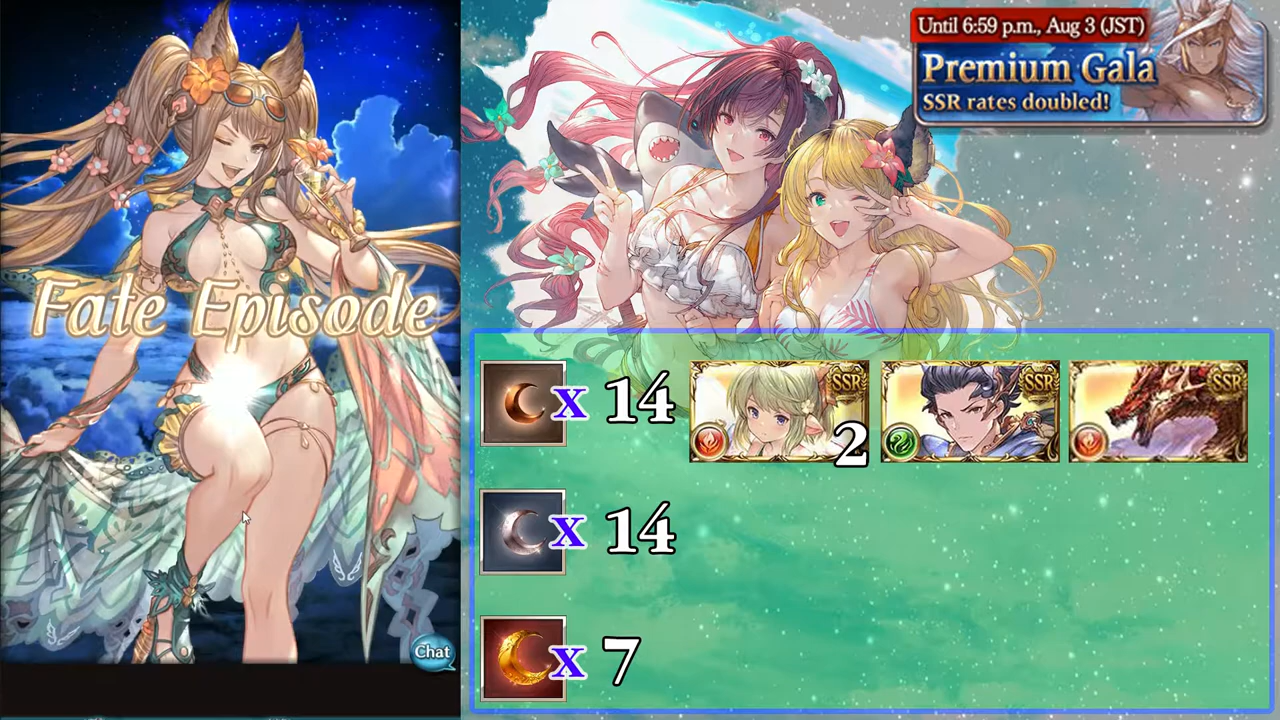 Until 6:59 p.m., Aug 3 (JST)
Premium Gala
SSR rates doubled!
Fate Episode
x 14
SSR
2
SSR
SSR
x 14
x 7
Chat